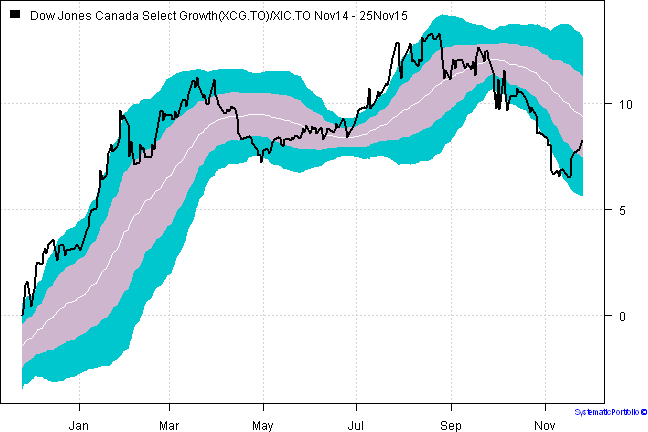 Dow Jones Canada Select Growth(XCG.TO)/XIC.TO Nov14 - 25Nov15
10
5
0
Jan Mar May Jul Sep Nov
SystematicPortfolio ©